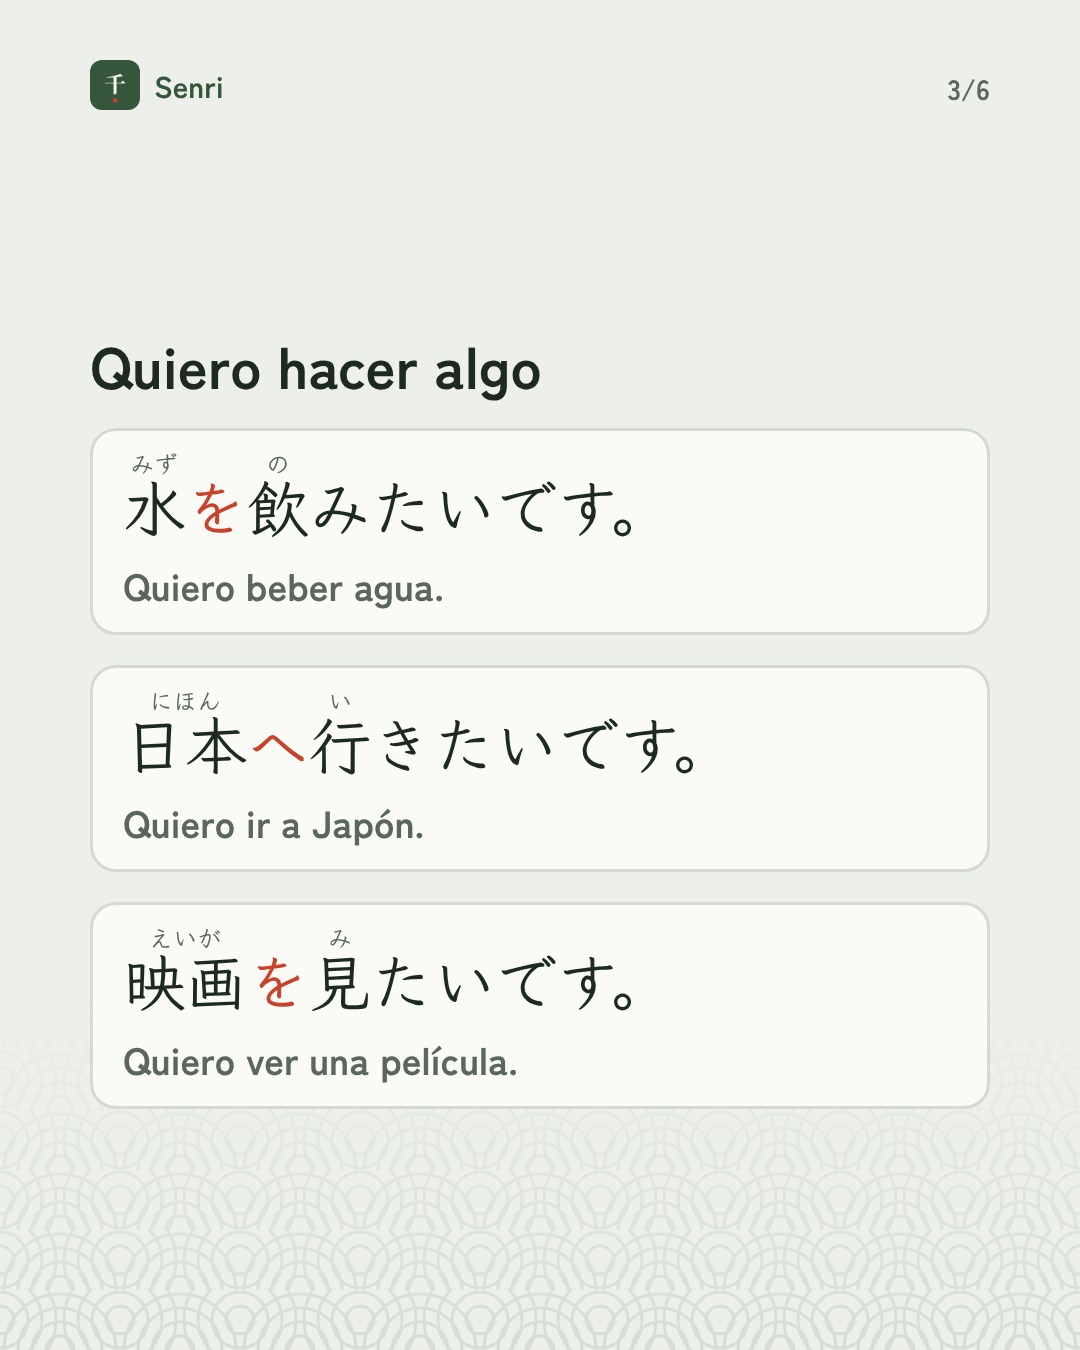 千 Senri
3/6
Quiero hacer algo
みず の
水を飲みたいです。
Quiero beber agua.
にほん い
日本へ行きたいです。
Quiero ir a Japón.
えいが み
映画を見たいです。
Quiero ver una película.